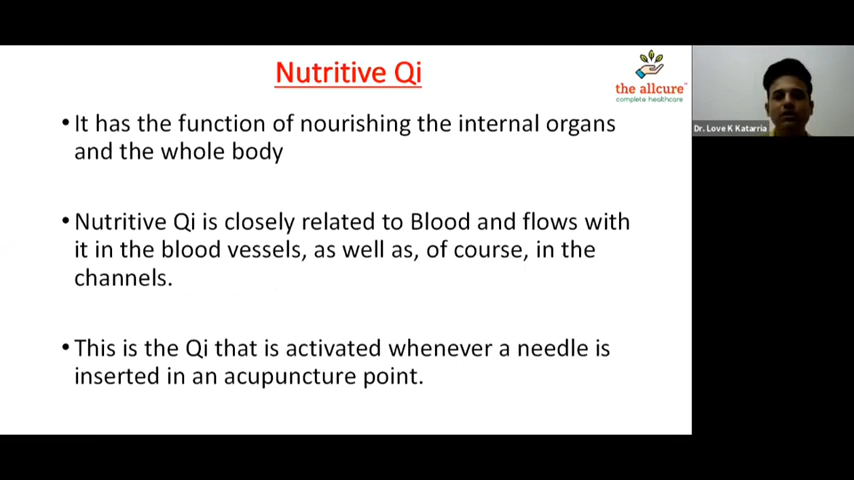 Nutritive Qi
the allcure
complete healthcare
• It has the function of nourishing the internal organs
and the whole body
Dr. Love K Katarria
• Nutritive Qi is closely related to Blood and flows with
it in the blood vessels, as well as, of course, in the
channels.
• This is the Qi that is activated whenever a needle is
inserted in an acupuncture point.